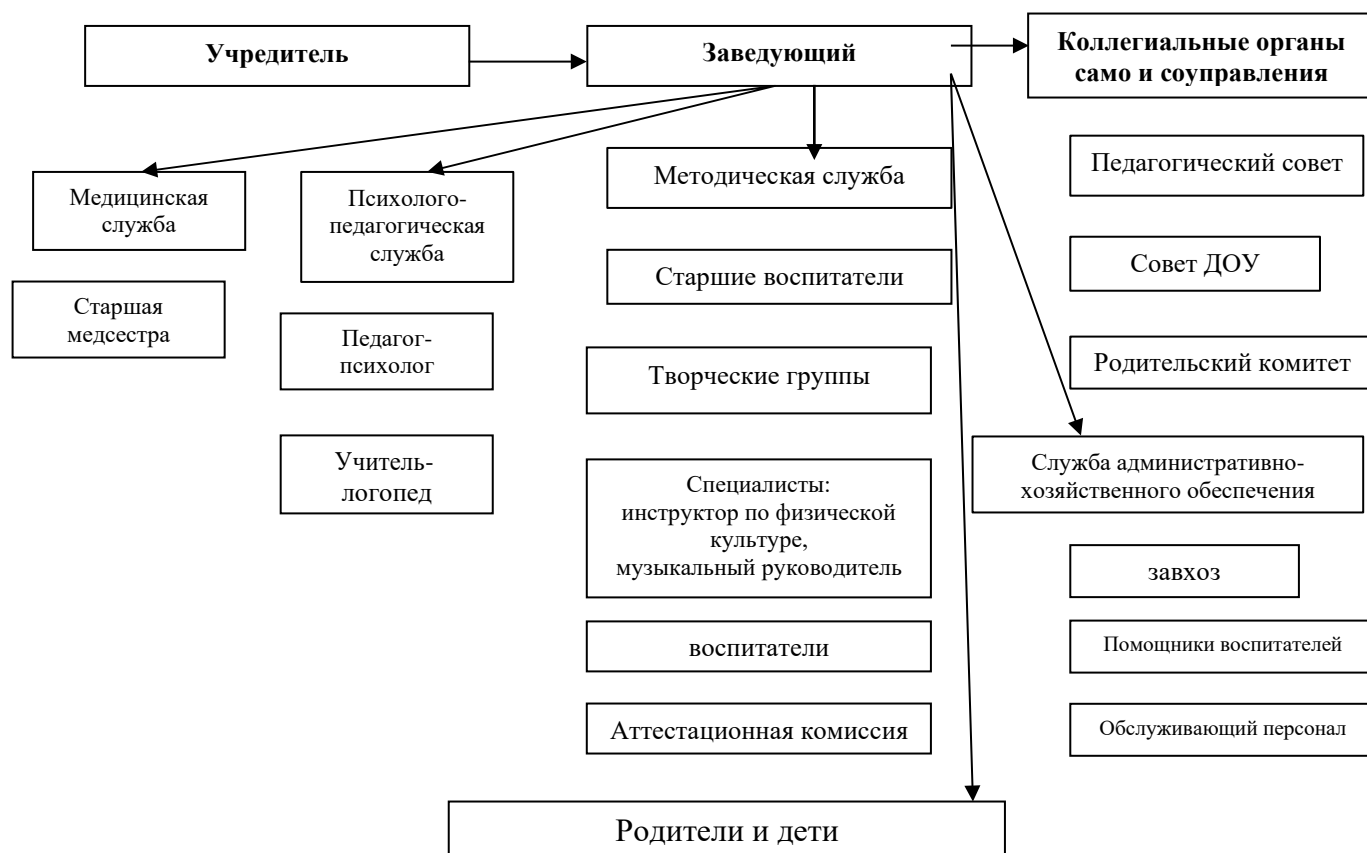 Учредитель
Заведующий
Коллегиальные органы
само и соуправления
Медицинская
служба
Старшая
медсестра
Психолого-
педагогическая
служба
Педагог-
психолог
Учитель-
логопед
Методическая служба
Старшие воспитатели
Творческие группы
Специалисты:
инструктор по физической
культуре,
музыкальный руководитель
воспитатели
Аттестационная комиссия
Педагогический совет
Совет ДОУ
Родительский комитет
Служба административно-
хозяйственного обеспечения
завхоз
Помощники воспитателей
Обслуживающий персонал
Родители и дети